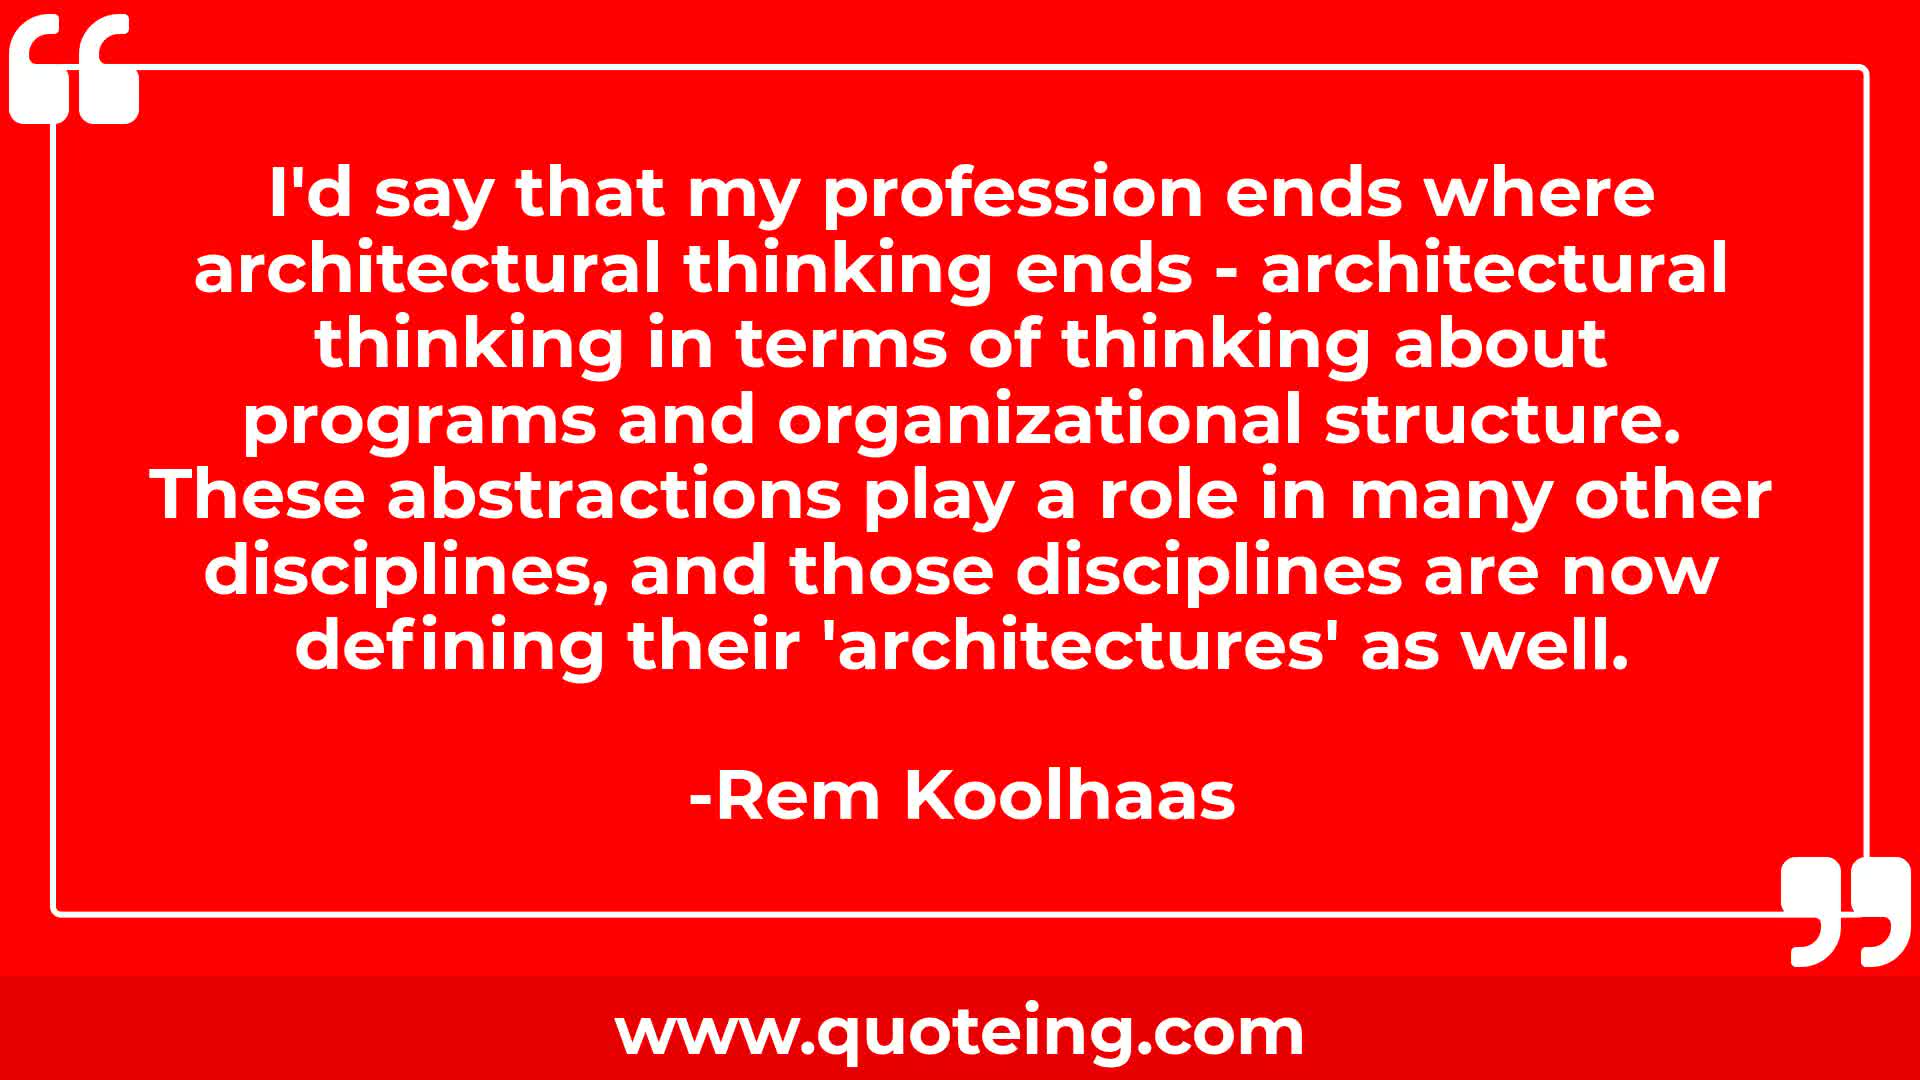 I'd say that my profession ends where
architectural thinking ends - architectural
thinking in terms of thinking about
programs and organizational structure.
These abstractions play a role in many other
disciplines, and those disciplines are now
defining their 'architectures' as well.
-Rem Koolhaas
www.quoteing.com